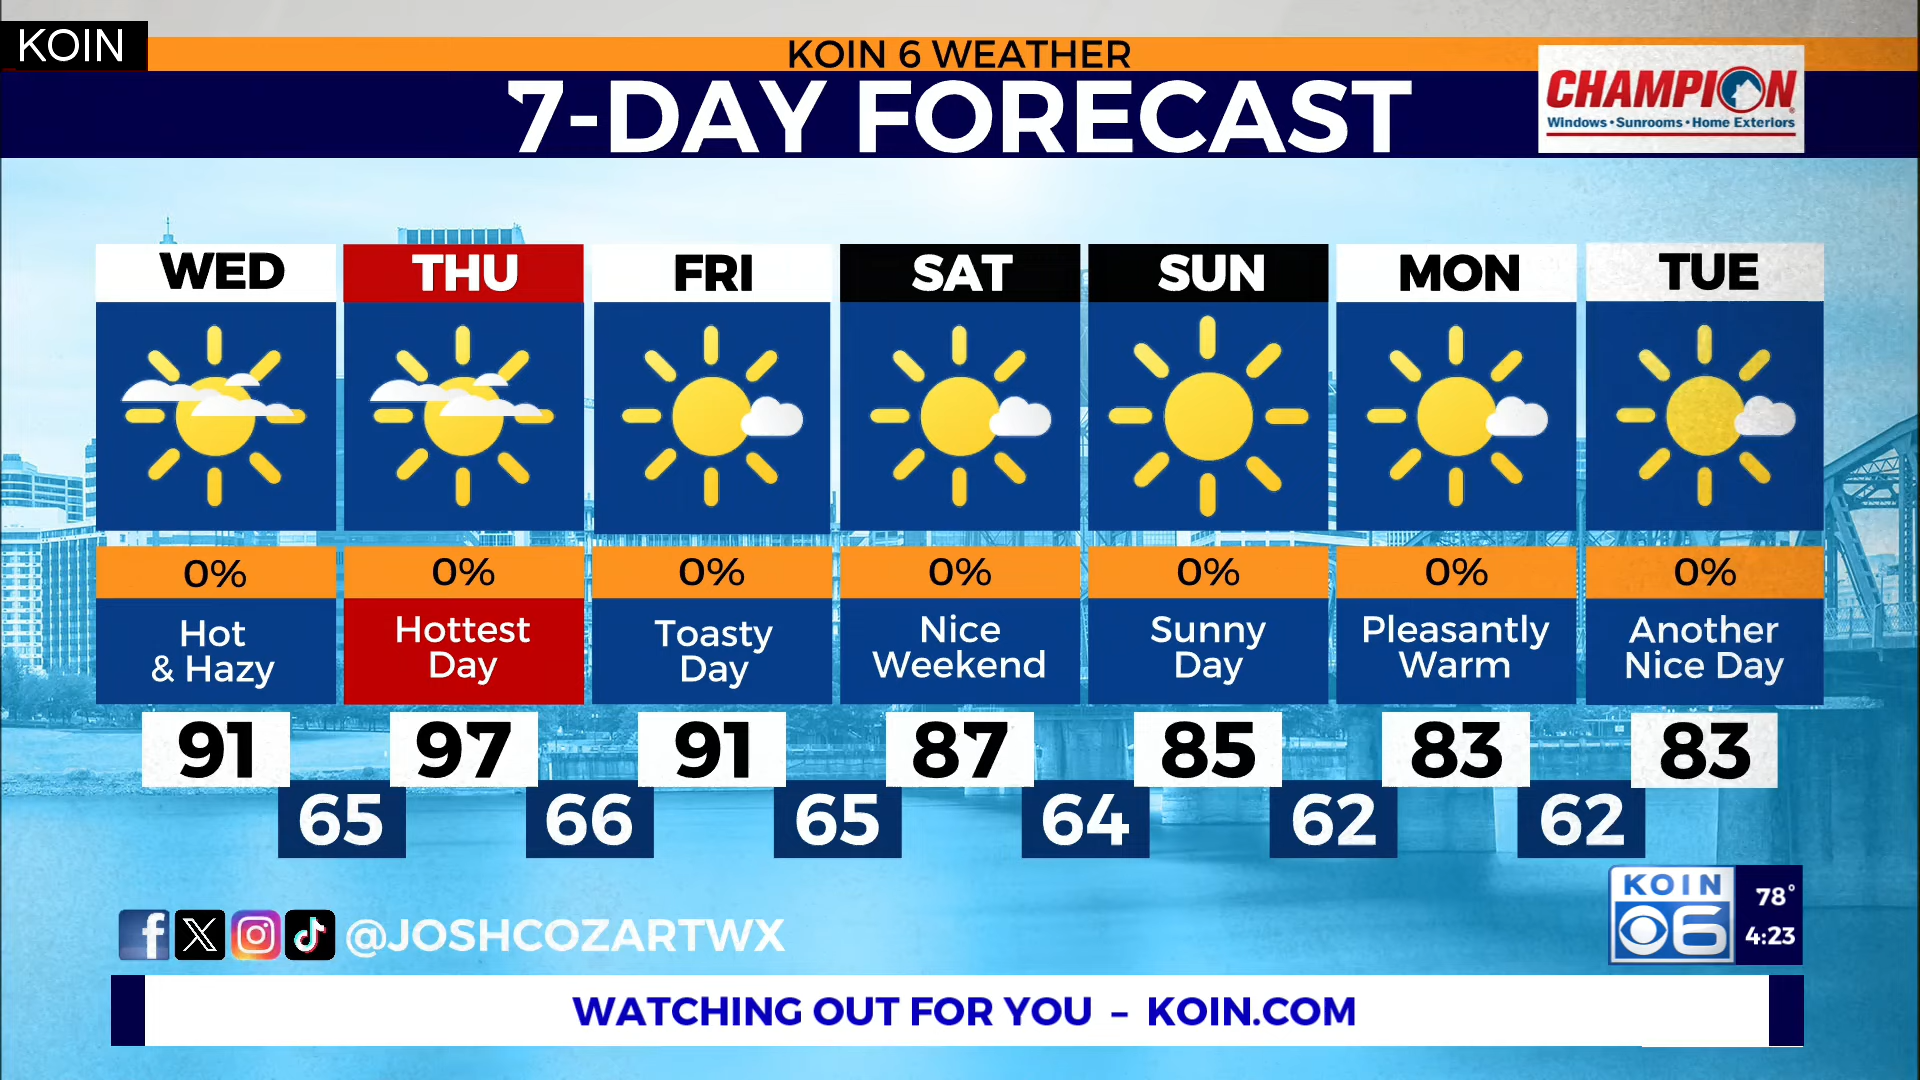 KOIN
KOIN 6 WEATHER
7-DAY FORECAST
CHAMPION
Windows • Sunrooms • Home Exteriors
WED THU FRI SAT SUN MON TUE
0% 0% 0% 0% 0% 0% 0%
Hot
& Hazy
Hottest
Day
Toasty
Day
Nice
Weekend
Sunny
Day
Pleasantly
Warm
Another
Nice Day
91 97 91 87 85 83 83
65 66 65 64 62 62
@JOSHCOZARTWX
KOIN
6
78°
4:23
WATCHING OUT FOR YOU – KOIN.COM